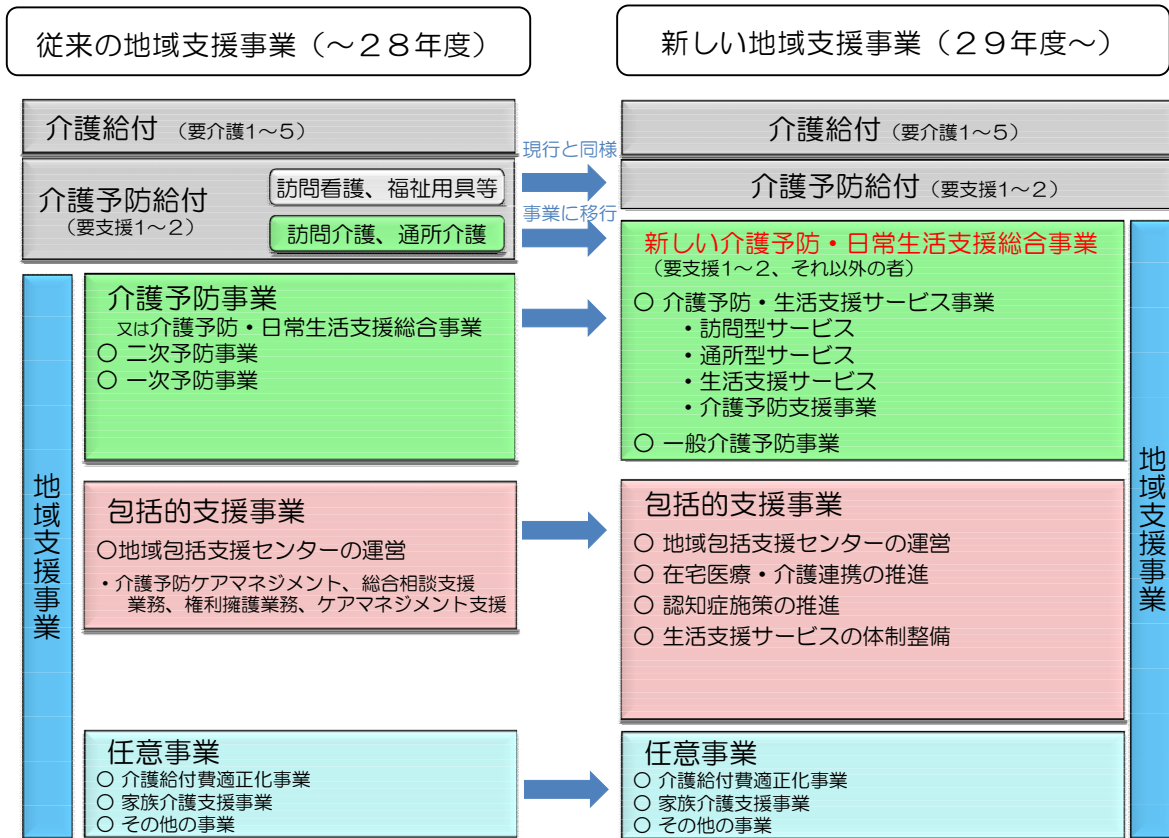 従来の地域支援事業（～２８年度）
介護給付（要介護1～5）
介護予防給付
（要支援1～2）
訪問看護、福祉用具等
訪問介護、通所介護
地域支援事業
介護予防事業
又は介護予防・日常生活支援総合事業
○ 二次予防事業
○ 一次予防事業
包括的支援事業
○地域包括支援センターの運営
・介護予防ケアマネジメント、総合相談支援
業務、権利擁護業務、ケアマネジメント支援
任意事業
○ 介護給付費適正化事業
○ 家族介護支援事業
○ その他の事業
現行と同様
事業に移行
新しい地域支援事業（２９年度～）
介護給付（要介護1～5）
介護予防給付（要支援1～2）
新しい介護予防・日常生活支援総合事業
（要支援1～2、それ以外の者）
○ 介護予防・生活支援サービス事業
・訪問型サービス
・通所型サービス
・生活支援サービス
・介護予防支援事業
○ 一般介護予防事業
包括的支援事業
○ 地域包括支援センターの運営
○ 在宅医療・介護連携の推進
○ 認知症施策の推進
○ 生活支援サービスの体制整備
任意事業
○ 介護給付費適正化事業
○ 家族介護支援事業
○ その他の事業
地域支援事業